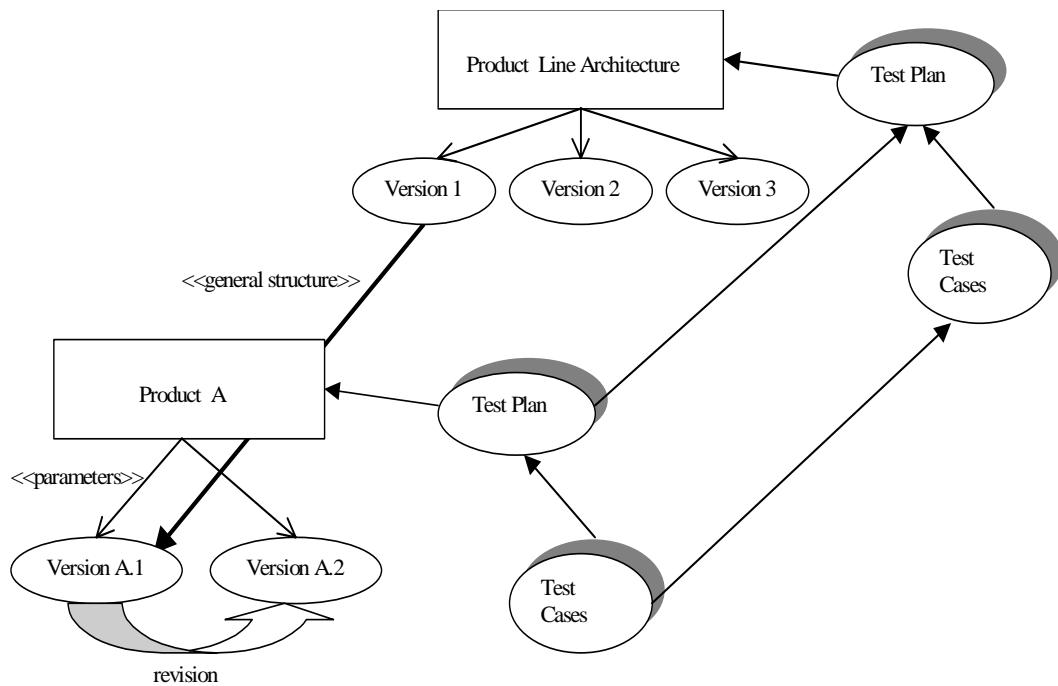 Product Line Architecture
Test Plan
Version 1
Version 2
Version 3
Test
Cases
<<general structure>>
Product A
Test Plan
<<parameters>>
Version A.1
Version A.2
Test
Cases
revision